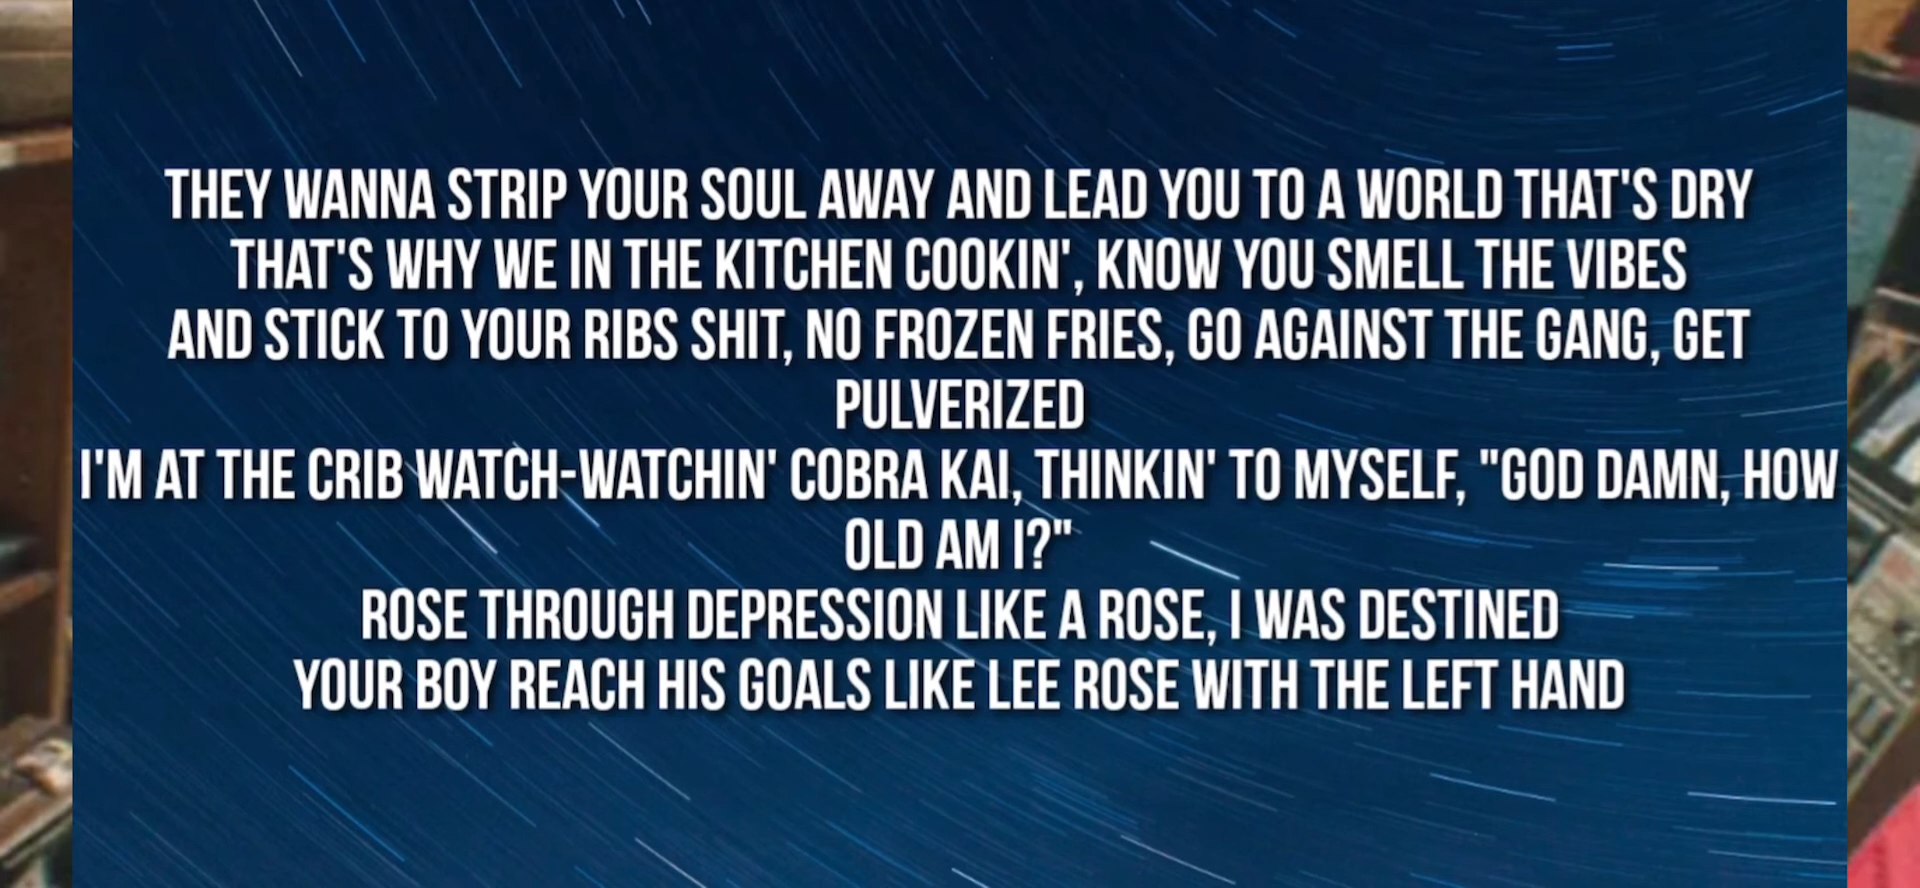 THEY WANNA STRIP YOUR SOUL AWAY AND LEAD YOU TO A WORLD THAT'S DRY
THAT'S WHY WE IN THE KITCHEN COOKIN', KNOW YOU SMELL THE VIBES
AND STICK TO YOUR RIBS SHIT, NO FROZEN FRIES, GO AGAINST THE GANG, GET
PULVERIZED
I'M AT THE CRIB WATCH-WATCHIN' COBRA KAI, THINKIN' TO MYSELF, "GOD DAMN, HOW
OLD AM I?"
ROSE THROUGH DEPRESSION LIKE A ROSE, I WAS DESTINED
YOUR BOY REACH HIS GOALS LIKE LEE ROSE WITH THE LEFT HAND